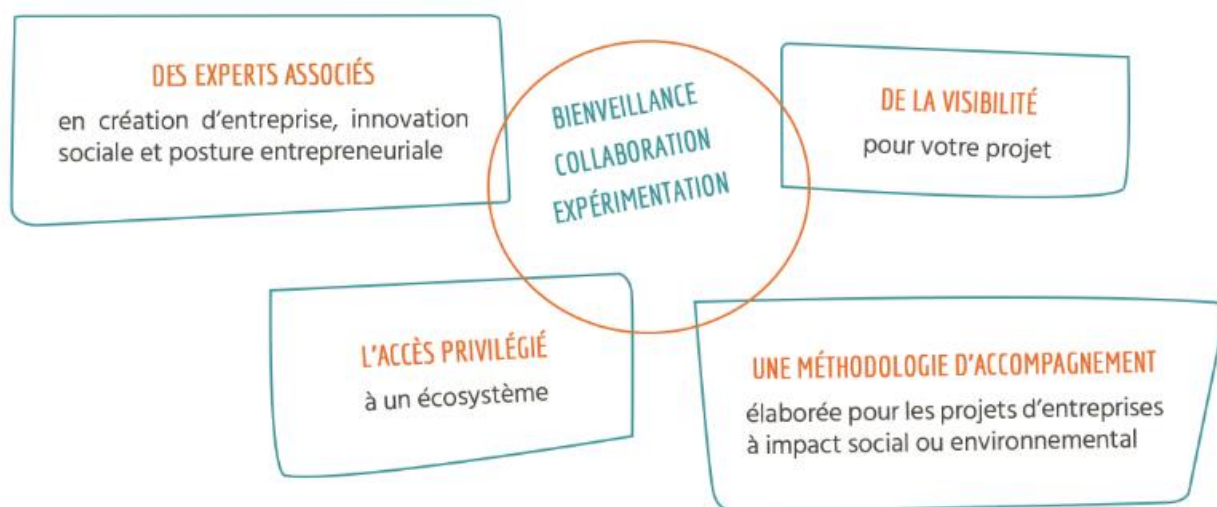 DES EXPERTS ASSOCIÉS
en création d'entreprise, innovation
sociale et posture entrepreneuriale
BIENVEILLANCE
COLLABORATION
EXPÉRIMENTATION
DE LA VISIBILITÉ
pour votre projet
L'ACCÈS PRIVILÉGIÉ
à un écosystème
UNE MÉTHODOLOGIE D'ACCOMPAGNEMENT
élaborée pour les projets d'entreprises
à impact social ou environnemental